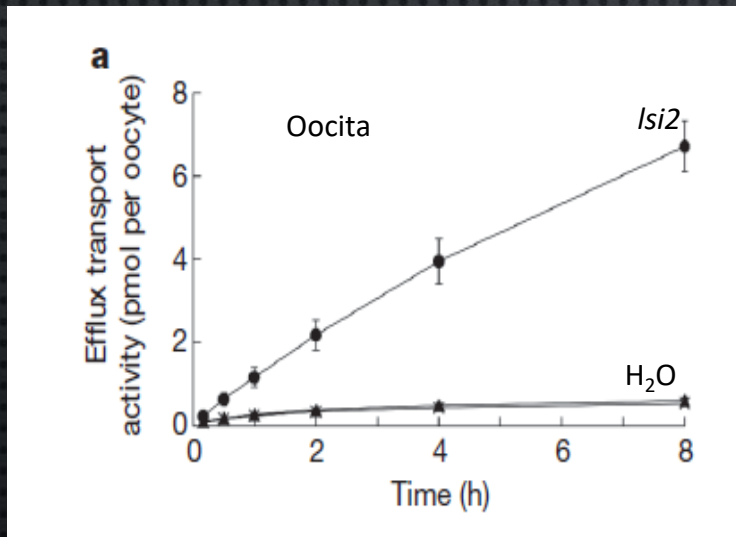 a
8
6
4
2
0
Efflux transport
activity (pmol per oocyte)
Oocita
lsi2
H₂O
0 2 4 6 8
Time (h)